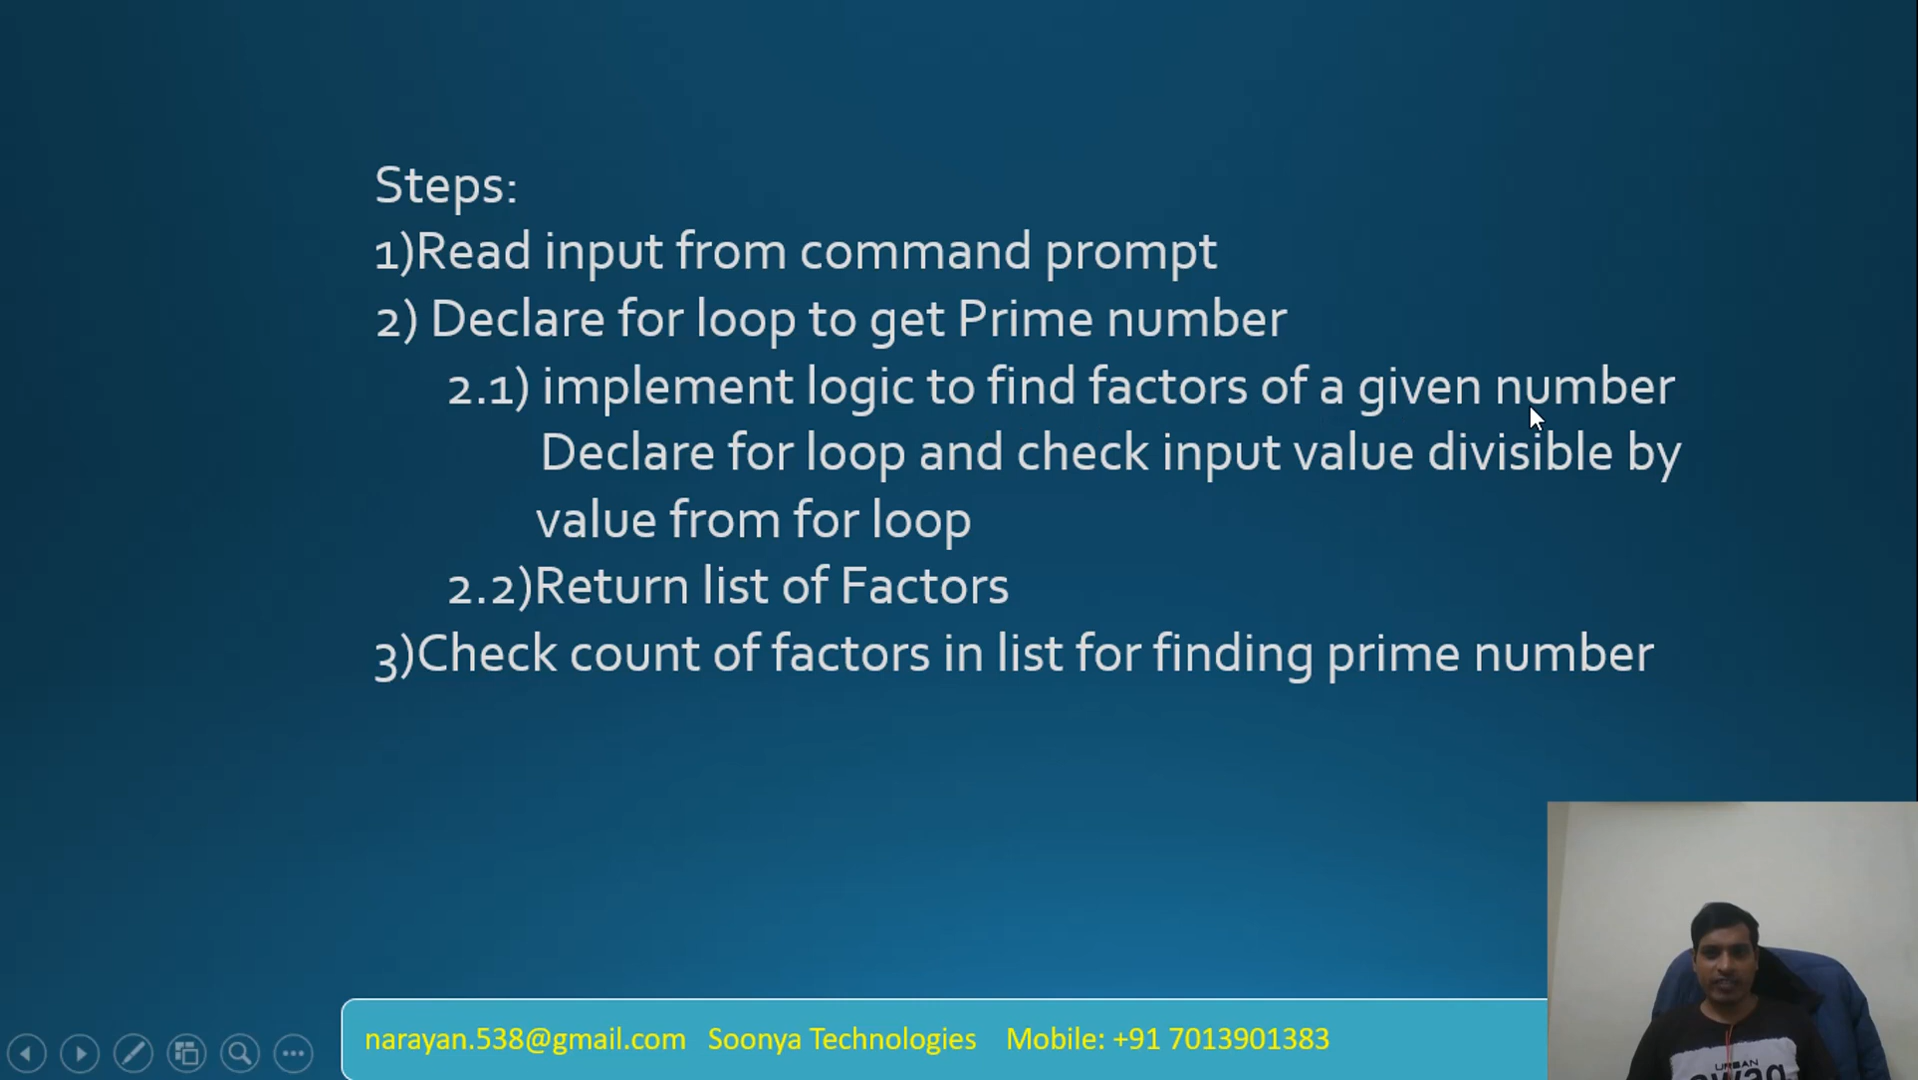 Steps:
1)Read input from command prompt
2) Declare for loop to get Prime number
2.1) implement logic to find factors of a given number
Declare for loop and check input value divisible by
value from for loop
2.2)Return list of Factors
3)Check count of factors in list for finding prime number
narayan.538@gmail.com Soonya Technologies Mobile: +91 7013901383
URBAN
swag